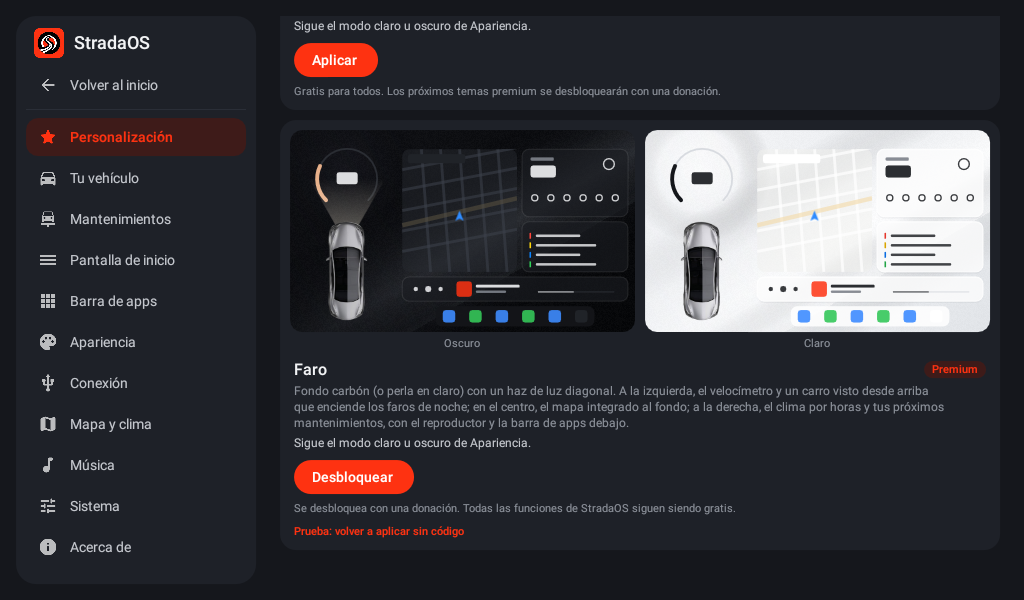 StradaOS
Volver al inicio
Personalización
Tu vehículo
Mantenimientos
Pantalla de inicio
Barra de apps
Apariencia
Conexión
Mapa y clima
Música
Sistema
Acerca de
Sigue el modo claro u oscuro de Apariencia.
Aplicar
Gratis para todos. Los próximos temas premium se desbloquearán con una donación.
Oscuro
Claro
Faro
Premium
Fondo carbón (o perla en claro) con un haz de luz diagonal. A la izquierda, el velocímetro y un carro visto desde arriba
que enciende los faros de noche; en el centro, el mapa integrado al fondo; a la derecha, el clima por horas y tus próximos
mantenimientos, con el reproductor y la barra de apps debajo.
Sigue el modo claro u oscuro de Apariencia.
Desbloquear
Se desbloquea con una donación. Todas las funciones de StradaOS siguen siendo gratis.
Prueba: volver a aplicar sin código